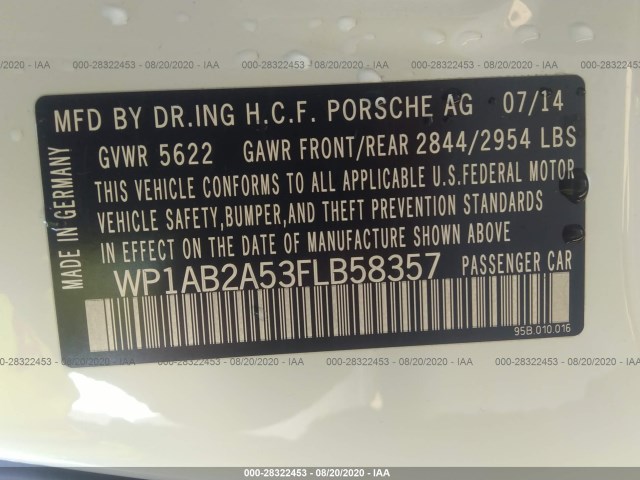 000-28322453 - 08/20/2020 - IAA
MFD BY DR.ING H.C.F. PORSCHE AG 07/14
GVWR 5622 GAWR FRONT/REAR 2844/2954 LBS
THIS VEHICLE CONFORMS TO ALL APPLICABLE U.S.FEDERAL MOTOR
VEHICLE SAFETY,BUMPER,AND THEFT PREVENTION STANDARDS
IN EFFECT ON THE DATE OF MANUFACTURE SHOWN ABOVE
WP1AB2A53FLB58357 PASSENGER CAR
MADE IN GERMANY
95B.010.016
000-28322453 - 08/20/2020 - IAA
000-28322453 - 08/20/2020 - IAA